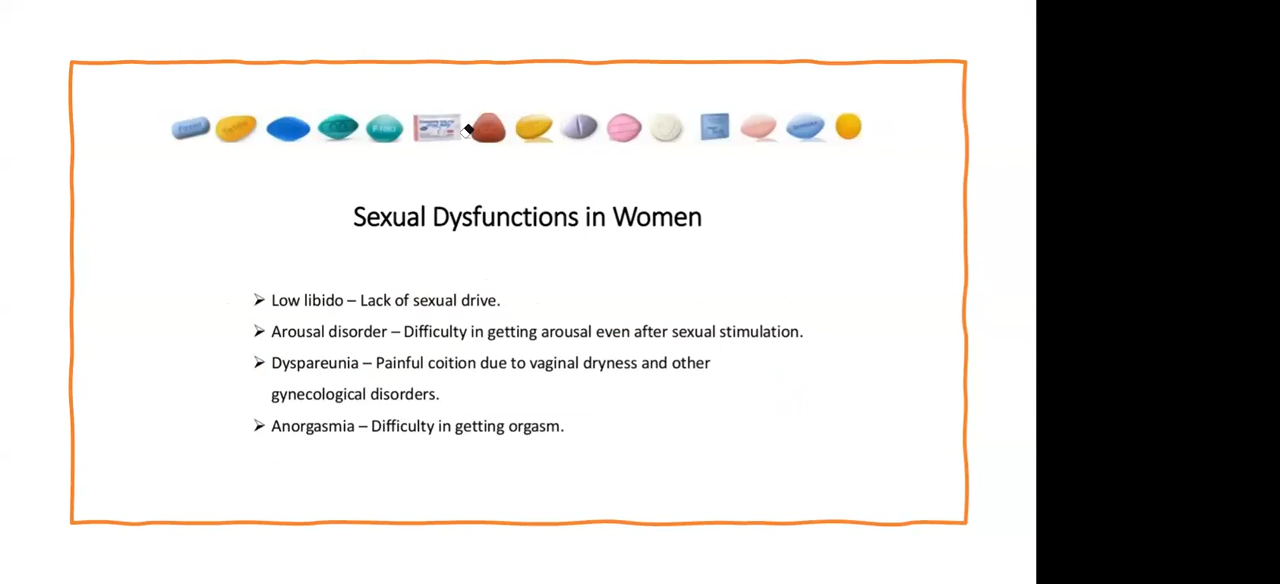 Sexual Dysfunctions in Women
➢ Low libido – Lack of sexual drive.
➢ Arousal disorder – Difficulty in getting arousal even after sexual stimulation.
➢ Dyspareunia – Painful coition due to vaginal dryness and other
gynecological disorders.
➢ Anorgasmia – Difficulty in getting orgasm.